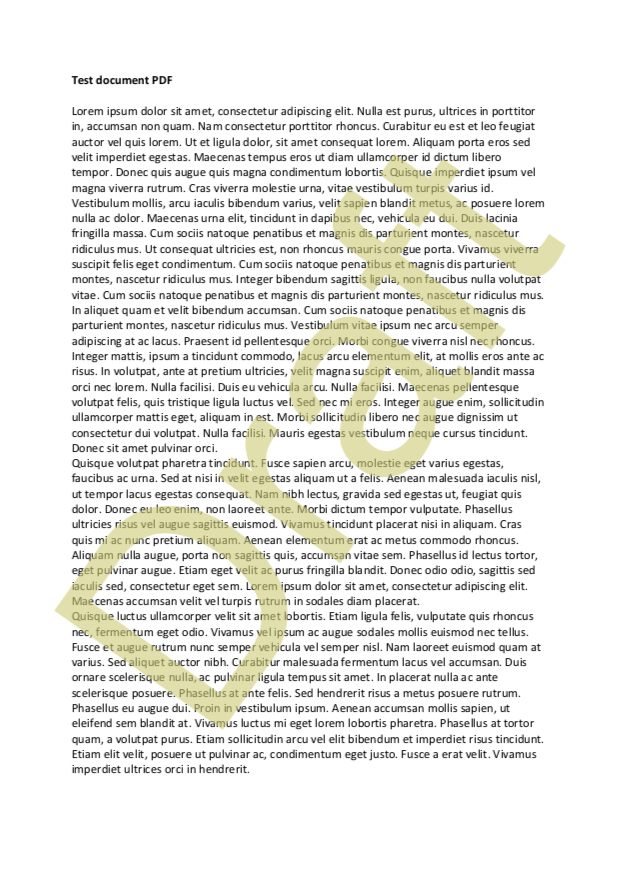 Test document PDF
Lorem ipsum dolor sit amet, consectetur adipiscing elit. Nulla est purus, ultrices in porttitor
in, accumsan non quam. Nam consectetur porttitor rhoncus. Curabitur eu est et leo feugiat
auctor vel quis lorem. Ut et ligula dolor, sit amet consequat lorem. Aliquam porta eros sed
velit imperdiet egestas. Maecenas tempus eros ut diam ullamcorper id dictum libero
tempor. Donec quis augue quis magna condimentum lobortis. Quisque imperdiet ipsum vel
magna viverra rutrum. Cras viverra molestie urna, vitae vestibulum turpis varius id.
Vestibulum mollis, arcu iaculis bibendum varius, velit sapien blandit metus, ac posuere lorem
nulla ac dolor. Maecenas urna elit, tincidunt in dapibus nec, vehicula eu dui. Duis lacinia
fringilla massa. Cum sociis natoque penatibus et magnis dis parturient montes, nascetur
ridiculus mus. Ut consequat ultricies est, non rhoncus mauris congue porta. Vivamus viverra
suscipit felis eget condimentum. Cum sociis natoque penatibus et magnis dis parturient
montes, nascetur ridiculus mus. Integer bibendum sagittis ligula, non faucibus nulla volutpat
vitae. Cum sociis natoque penatibus et magnis dis parturient montes, nascetur ridiculus mus.
In aliquet quam et velit bibendum accumsan. Cum sociis natoque penatibus et magnis dis
parturient montes, nascetur ridiculus mus. Vestibulum vitae ipsum nec arcu semper
adipiscing at ac lacus. Praesent id pellentesque orci. Morbi congue viverra nisl nec rhoncus.
Integer mattis, ipsum a tincidunt commodo, lacus arcu elementum elit, at mollis eros ante ac
risus. In volutpat, ante at pretium ultricies, velit magna suscipit enim, aliquet blandit massa
orci nec lorem. Nulla facilisi. Duis eu vehicula arcu. Nulla facilisi. Maecenas pellentesque
volutpat felis, quis tristique ligula luctus vel. Sed nec mi eros. Integer augue enim, sollicitudin
ullamcorper mattis eget, aliquam in est. Morbi sollicitudin libero nec augue dignissim ut
consectetur dui volutpat. Nulla facilisi. Mauris egestas vestibulum neque cursus tincidunt.
Donec sit amet pulvinar orci.
Quisque volutpat pharetra tincidunt. Fusce sapien arcu, molestie eget varius egestas,
faucibus ac urna. Sed at nisi in velit egestas aliquam ut a felis. Aenean malesuada iaculis nisl,
ut tempor lacus egestas consequat. Nam nibh lectus, gravida sed egestas ut, feugiat quis
dolor. Donec eu leo enim, non laoreet ante. Morbi dictum tempor vulputate. Phasellus
ultricies risus vel augue sagittis euismod. Vivamus tincidunt placerat nisi in aliquam. Cras
quis mi ac nunc pretium aliquam. Aenean elementum erat ac metus commodo rhoncus.
Aliquam nulla augue, porta non sagittis quis, accumsan vitae sem. Phasellus id lectus tortor,
eget pulvinar augue. Etiam eget velit ac purus fringilla blandit. Donec odio odio, sagittis sed
iaculis sed, consectetur eget sem. Lorem ipsum dolor sit amet, consectetur adipiscing elit.
Maecenas accumsan velit vel turpis rutrum in sodales diam placerat.
Quisque luctus ullamcorper velit sit amet lobortis. Etiam ligula felis, vulputate quis rhoncus
nec, fermentum eget odio. Vivamus vel ipsum ac augue sodales mollis euismod nec tellus.
Fusce et augue rutrum nunc semper vehicula vel semper nisl. Nam laoreet euismod quam at
varius. Sed aliquet auctor nibh. Curabitur malesuada fermentum lacus vel accumsan. Duis
ornare scelerisque nulla, ac pulvinar ligula tempus sit amet. In placerat nulla ac ante
scelerisque posuere. Phasellus at ante felis. Sed hendrerit risus a metus posuere rutrum.
Phasellus eu augue dui. Proin in vestibulum ipsum. Aenean accumsan mollis sapien, ut
eleifend sem blandit at. Vivamus luctus mi eget lorem lobortis pharetra. Phasellus at tortor
quam, a volutpat purus. Etiam sollicitudin arcu vel elit bibendum et imperdiet risus tincidunt.
Etiam elit velit, posuere ut pulvinar ac, condimentum eget justo. Fusce a erat velit. Vivamus
imperdiet ultrices orci in hendrerit.
Draft